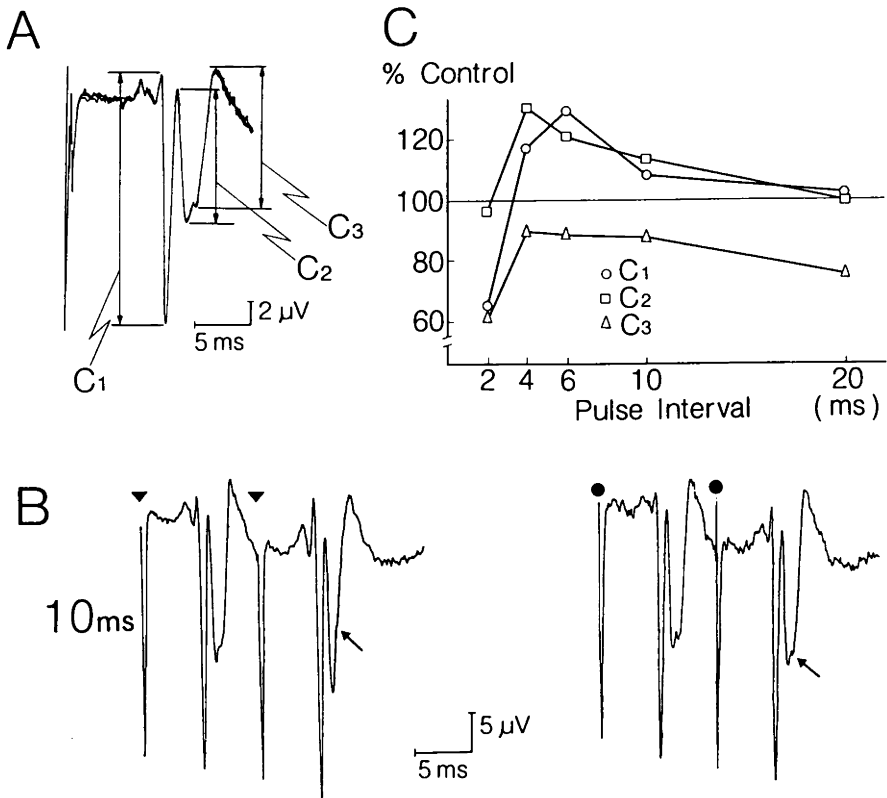 A
C1
C2
C3
2 µV
5 ms
C
% Control
120
100
80
60
C1
C2
C3
2 4 6 10 20
Pulse Interval (ms)
B
10ms
5 µV
5 ms